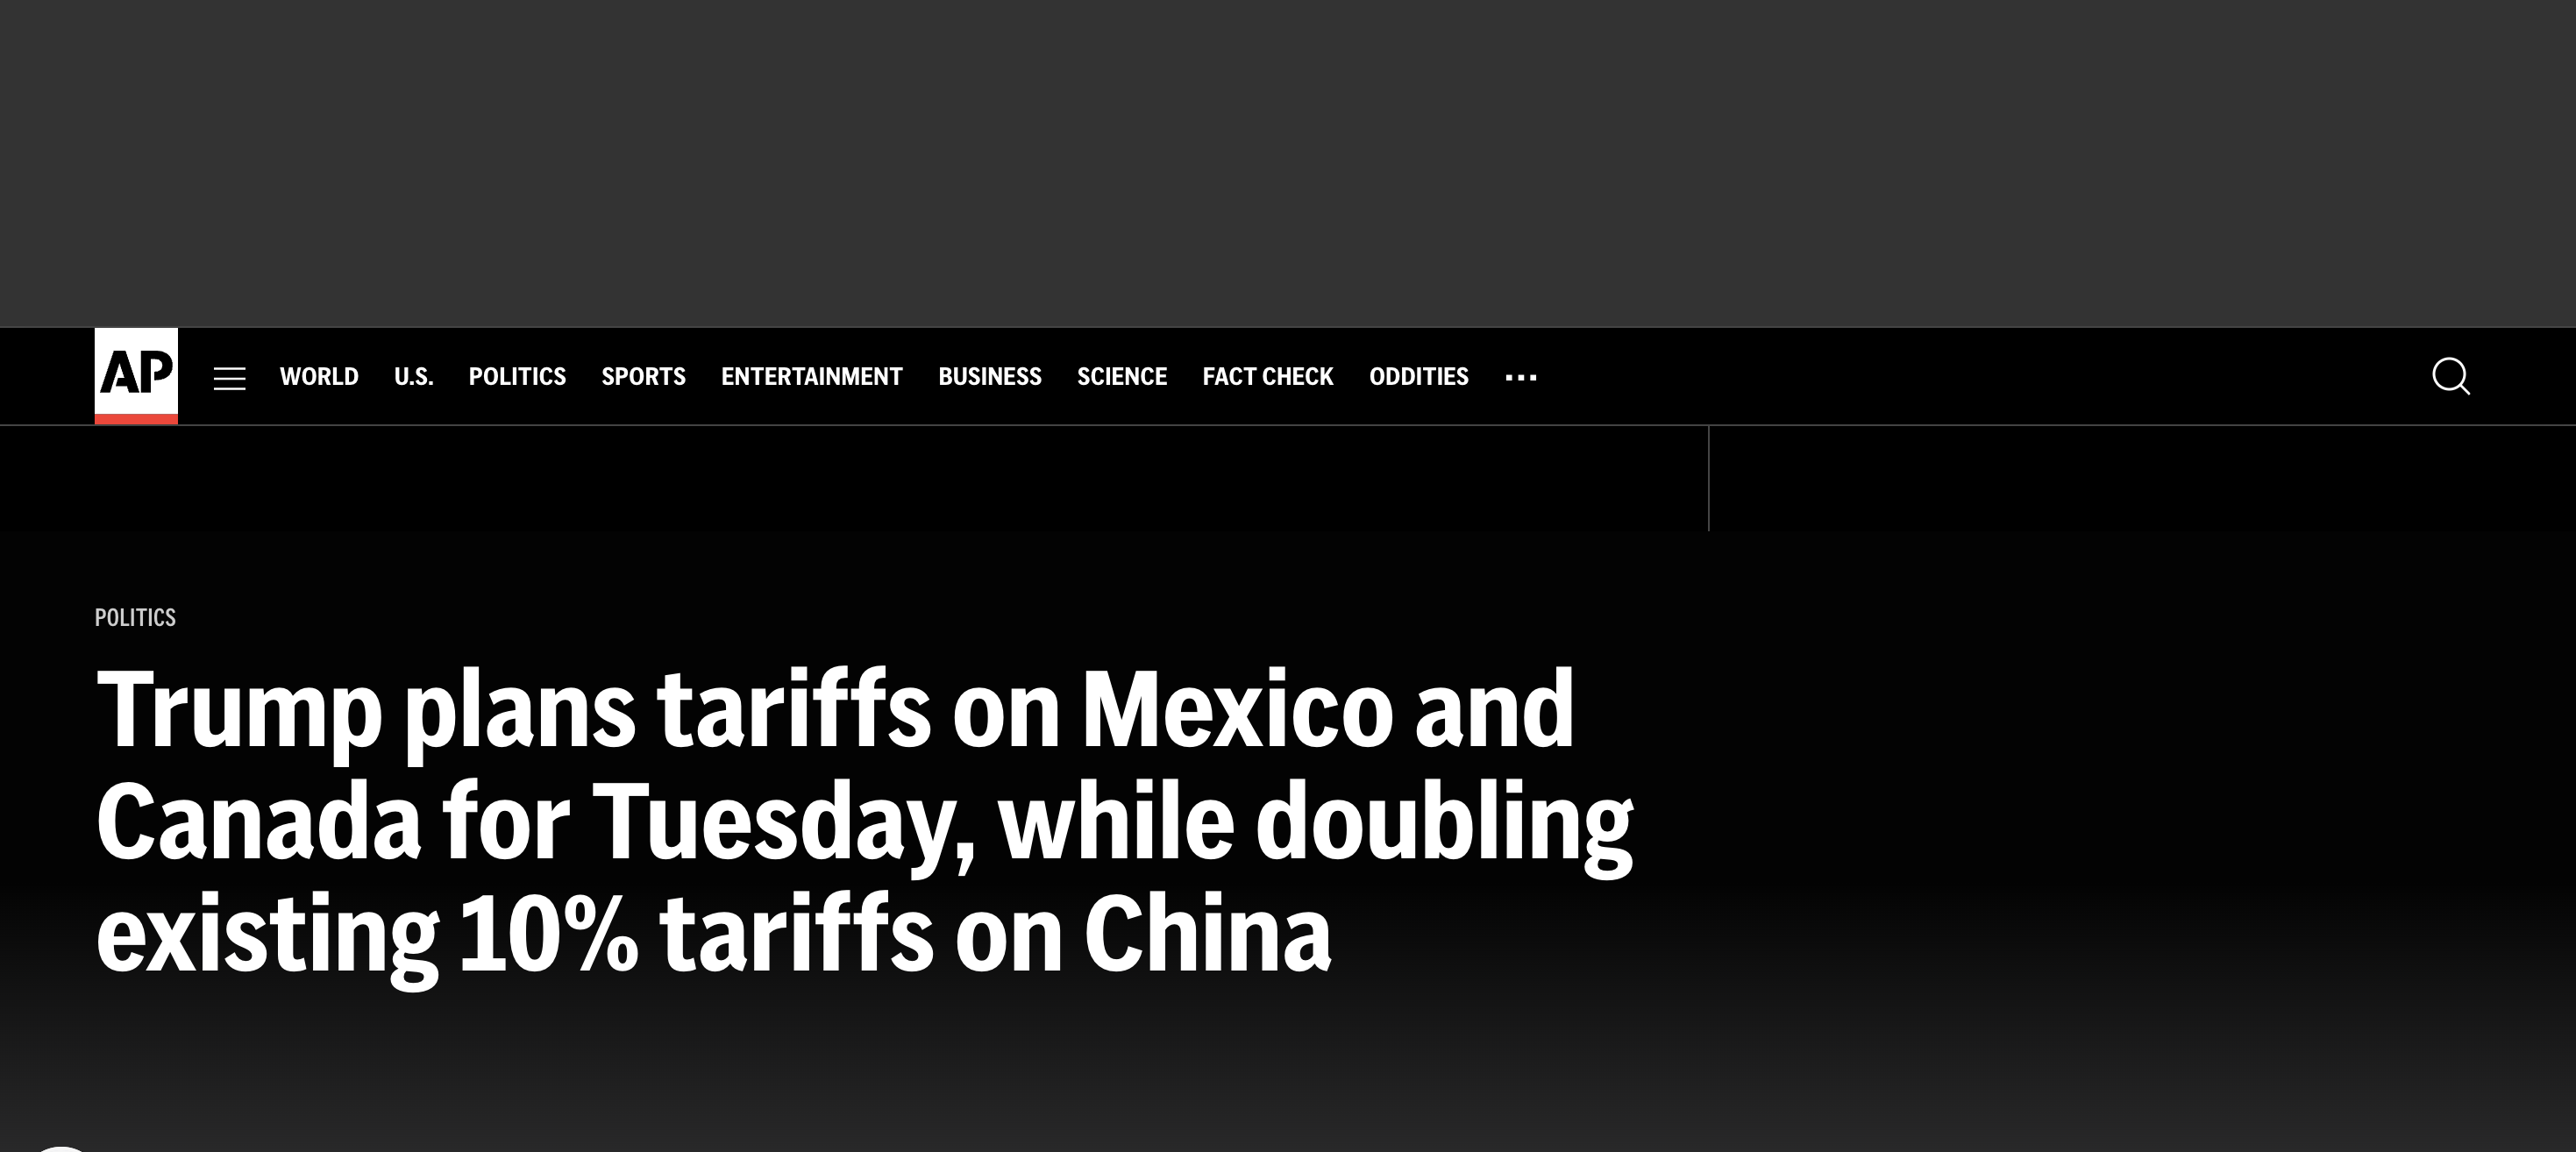 AP
WORLD U.S. POLITICS SPORTS ENTERTAINMENT BUSINESS SCIENCE FACT CHECK ODDITIES
POLITICS
Trump plans tariffs on Mexico and
Canada for Tuesday, while doubling
existing 10% tariffs on China